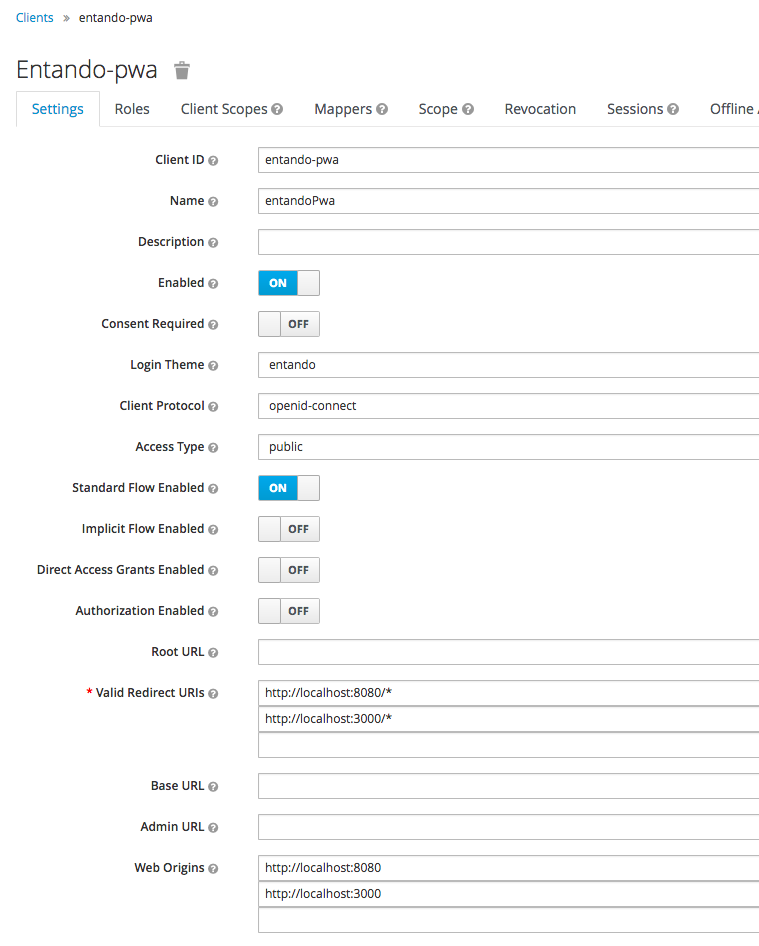 Clients » entando-pwa
Entando-pwa
Settings Roles Client Scopes Mappers Scope Revocation Sessions Offline
Client ID entando-pwa
Name entandoPwa
Description
Enabled ON
Consent Required OFF
Login Theme entando
Client Protocol openid-connect
Access Type public
Standard Flow Enabled ON
Implicit Flow Enabled OFF
Direct Access Grants Enabled OFF
Authorization Enabled OFF
Root URL
* Valid Redirect URIs http://localhost:8080/*
http://localhost:3000/*
Base URL
Admin URL
Web Origins http://localhost:8080
http://localhost:3000